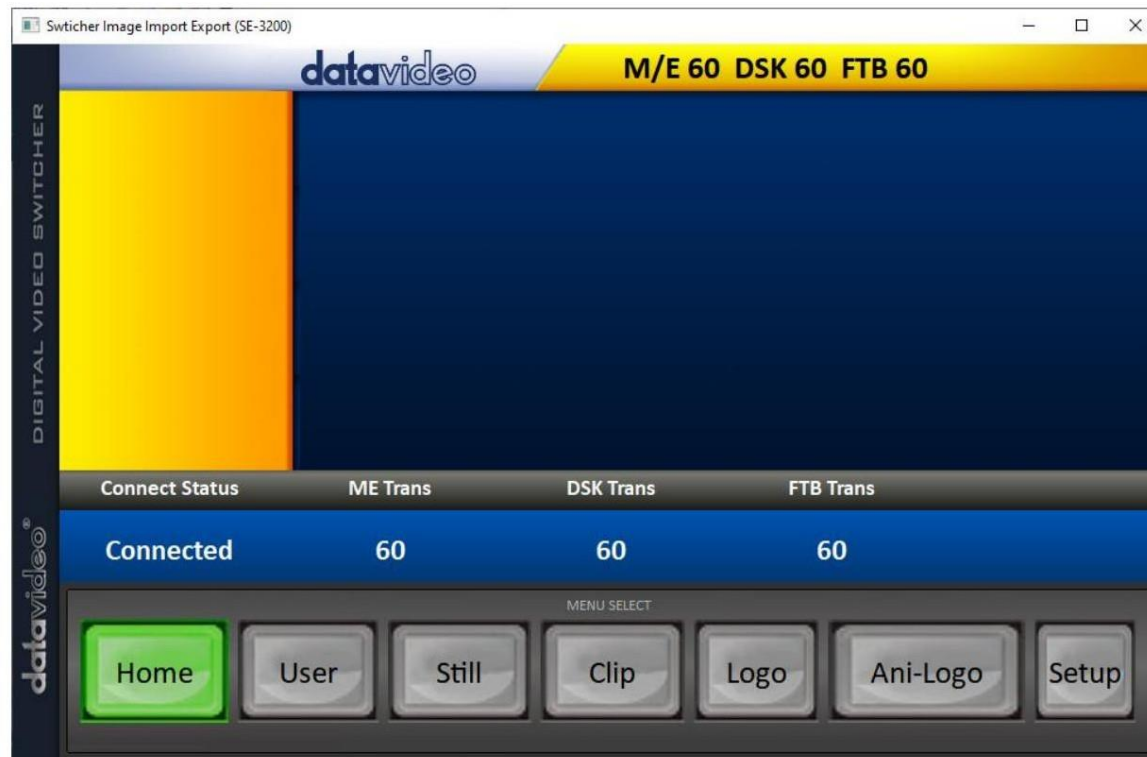 Swticher Image Import Export (SE-3200)
datavideo
M/E 60 DSK 60 FTB 60
DIGITAL VIDEO SWITCHER
datavideo®
Connect Status ME Trans DSK Trans FTB Trans
Connected 60 60 60
MENU SELECT
Home User Still Clip Logo Ani-Logo Setup